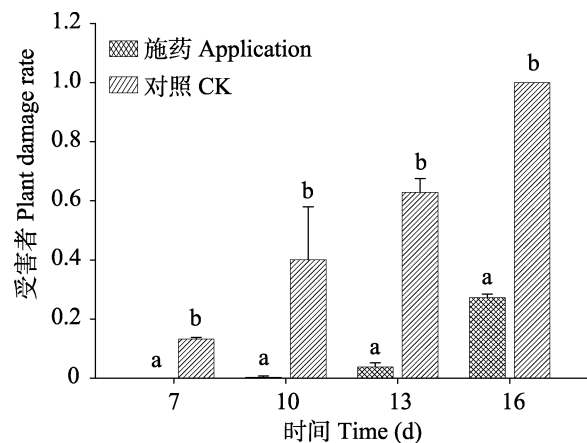 受害者 Plant damage rate
1.2
1.0
0.8
0.6
0.4
0.2
0
施药 Application
对照 CK
a
b
a
b
a
b
a
b
7
10
13
16
时间 Time (d)